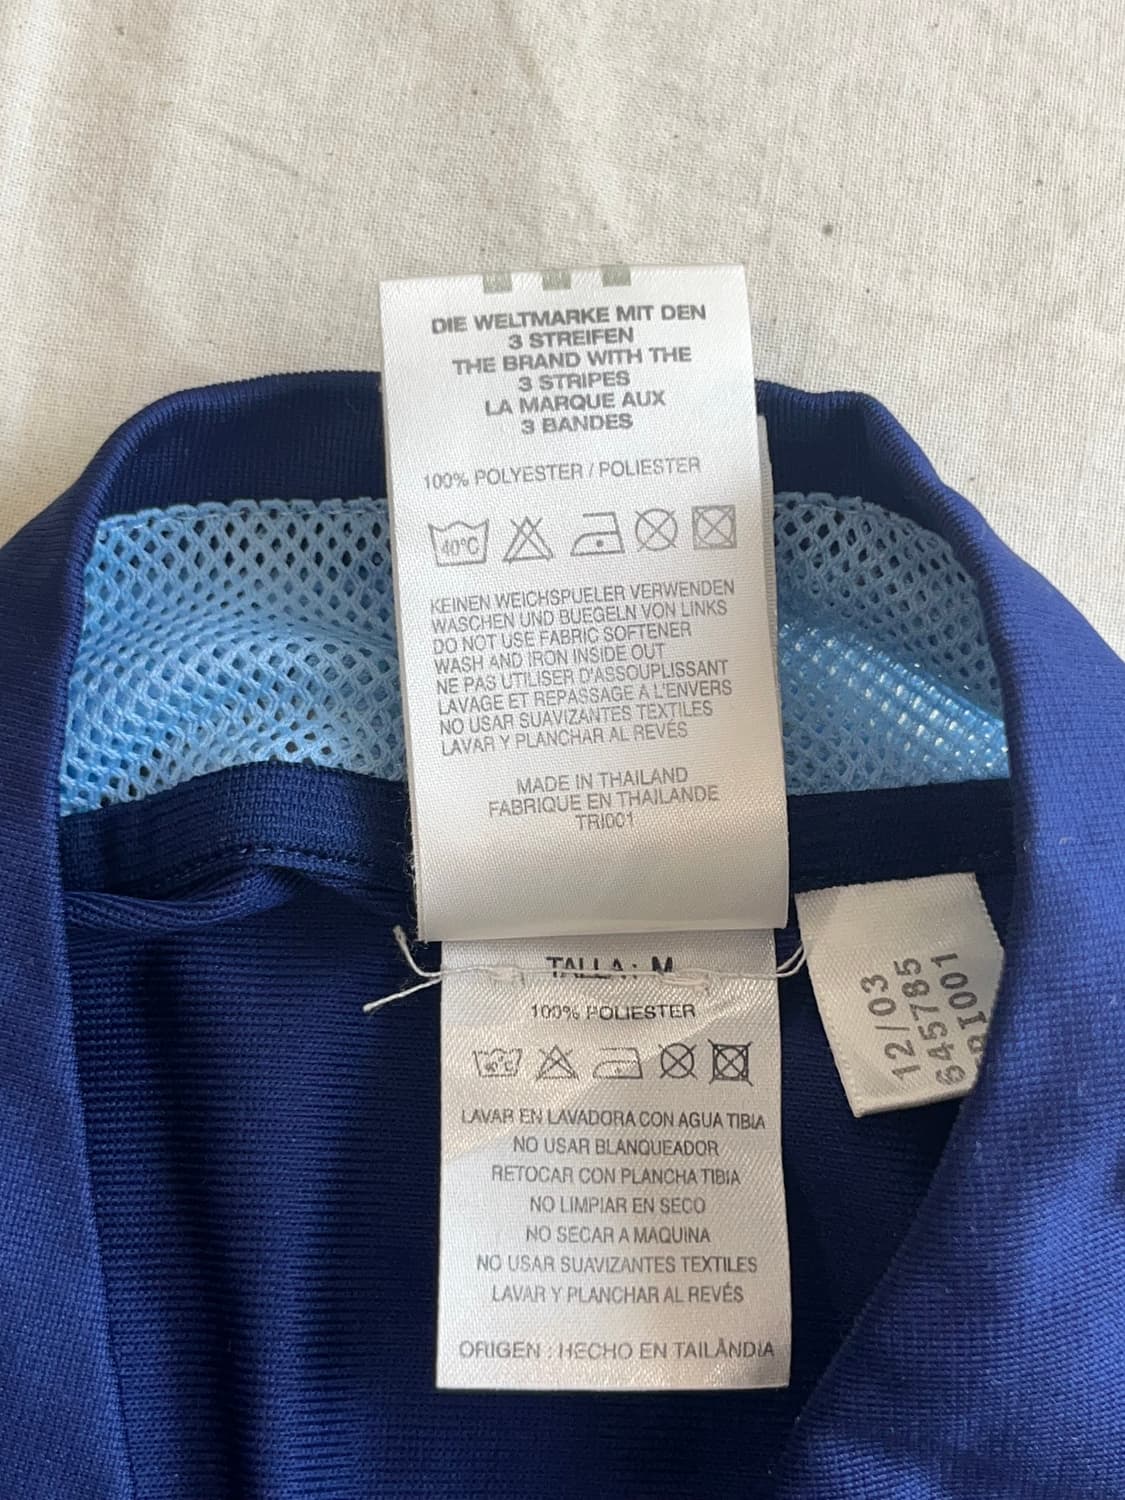 DIE WELTMARKE MIT DEN
3 STREIFEN
THE BRAND WITH THE
3 STRIPES
LA MARQUE AUX
3 BANDES
100% POLYESTER / POLIESTER
40°C
KEINEN WEICHSPUELER VERWENDEN
WASCHEN UND BUEGELN VON LINKS
DO NOT USE FABRIC SOFTENER
WASH AND IRON INSIDE OUT
NE PAS UTILISER D'ASSOUPLISSANT
LAVAGE ET REPASSAGE A L'ENVERS
NO USAR SUAVIZANTES TEXTILES
LAVAR Y PLANCHAR AL REVÉS
MADE IN THAILAND
FABRIQUE EN THAILANDE
TRI001
TALLA: M
100% POLIESTER
LAVAR EN LAVADORA CON AGUA TIBIA
NO USAR BLANQUEADOR
RETOCAR CON PLANCHA TIBIA
NO LIMPIAR EN SECO
NO SECAR A MAQUINA
NO USAR SUAVIZANTES TEXTILES
LAVAR Y PLANCHAR AL REVÉS
ORIGEN : HECHO EN TAILÂNDIA
12/03
645785